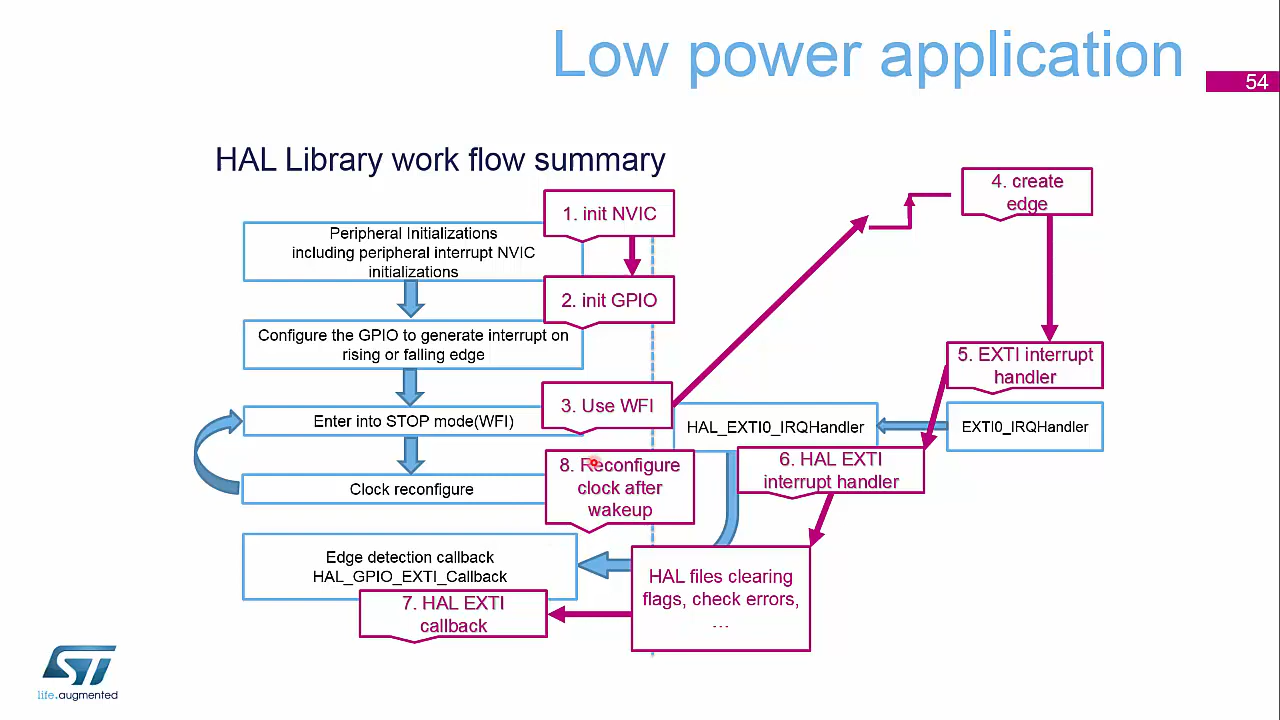 Low power application
54
HAL Library work flow summary
1. init NVIC
Peripheral Initializations
including peripheral interrupt NVIC
initializations
2. init GPIO
Configure the GPIO to generate interrupt on
rising or falling edge
3. Use WFI
Enter into STOP mode(WFI)
8. Reconfigure
clock after
wakeup
Clock reconfigure
Edge detection callback
HAL_GPIO_EXTI_Callback
7. HAL EXTI
callback
4. create
edge
5. EXTI interrupt
handler
HAL_EXTI0_IRQHandler
EXTI0_IRQHandler
6. HAL EXTI
interrupt handler
HAL files clearing
flags, check errors,
…
ST
life.augmented